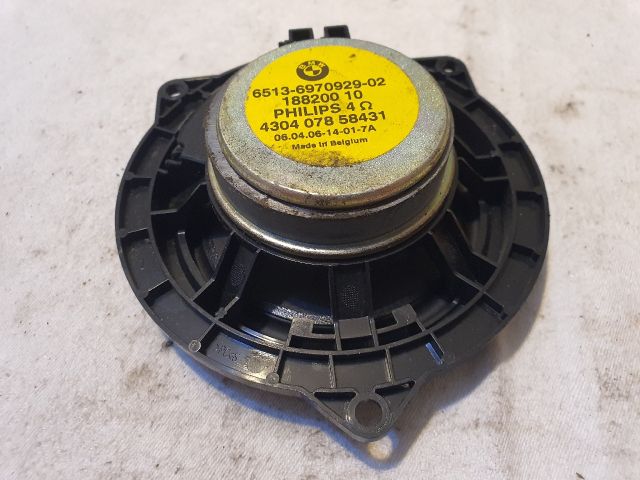 BMW
6513-6970929-02
188200 10
PHILIPS 4 Ω
4304 078 58431
06.04.06-14-01-7A
Made in Belgium